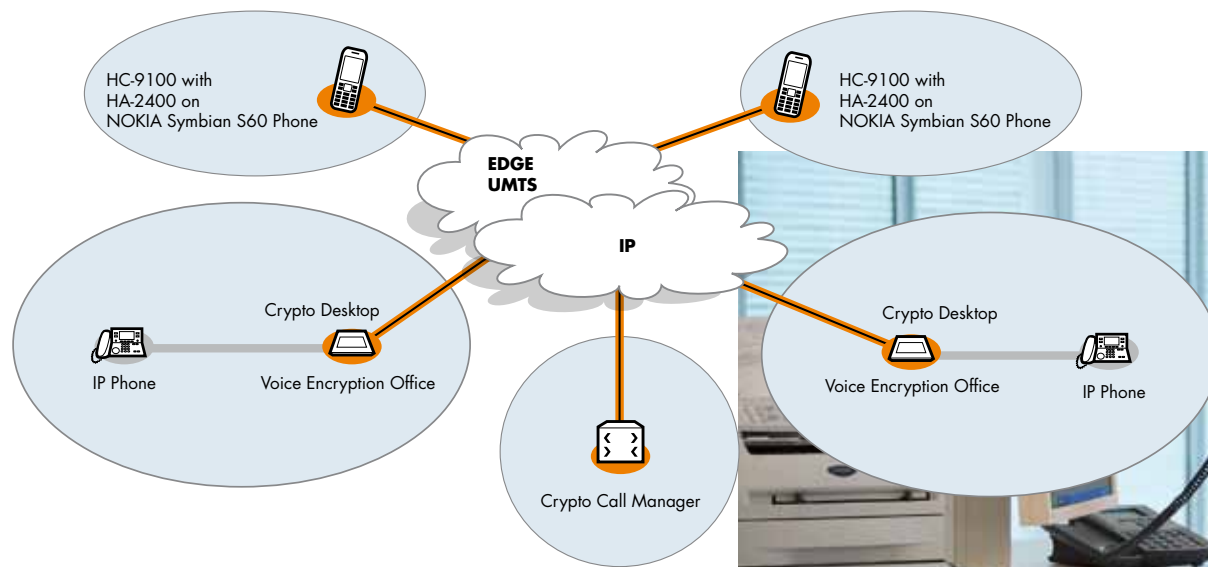 HC-9100 with
HA-2400 on
NOKIA Symbian S60 Phone
HC-9100 with
HA-2400 on
NOKIA Symbian S60 Phone
EDGE
UMTS
IP
Crypto Desktop
IP Phone
Voice Encryption Office
Crypto Desktop
Voice Encryption Office
IP Phone
Crypto Call Manager